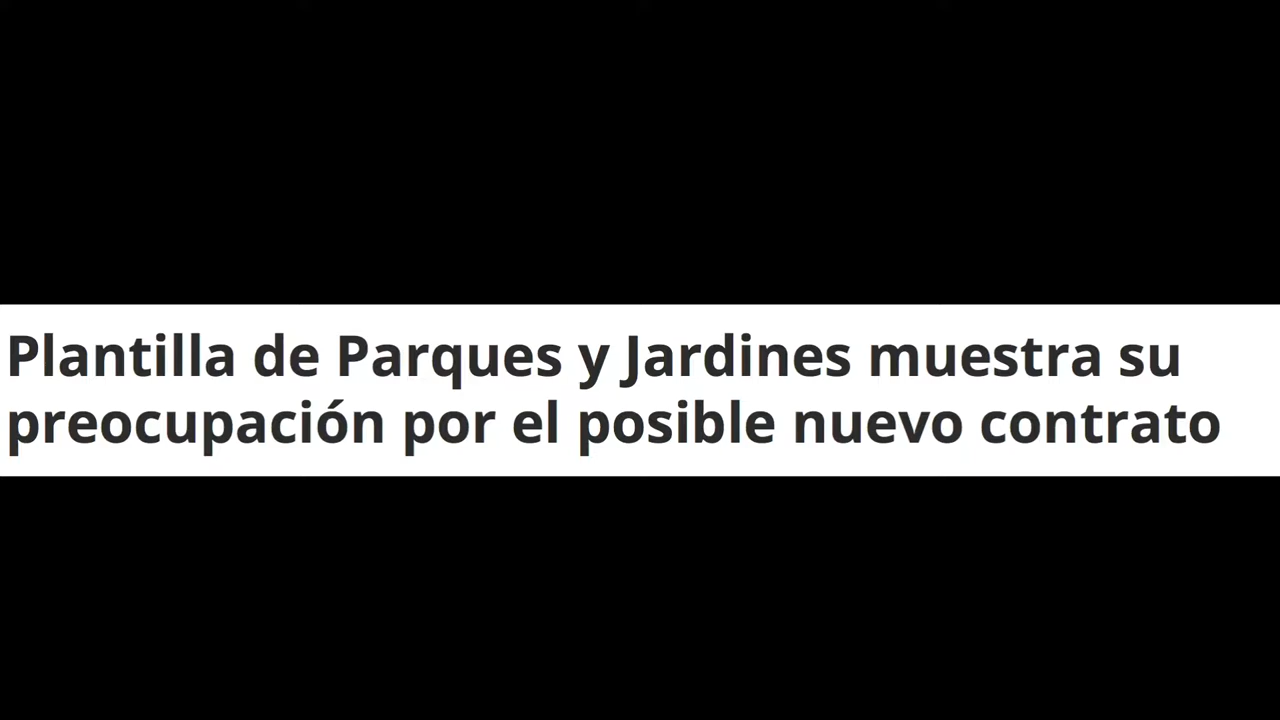 Plantilla de Parques y Jardines muestra su
preocupación por el posible nuevo contrato